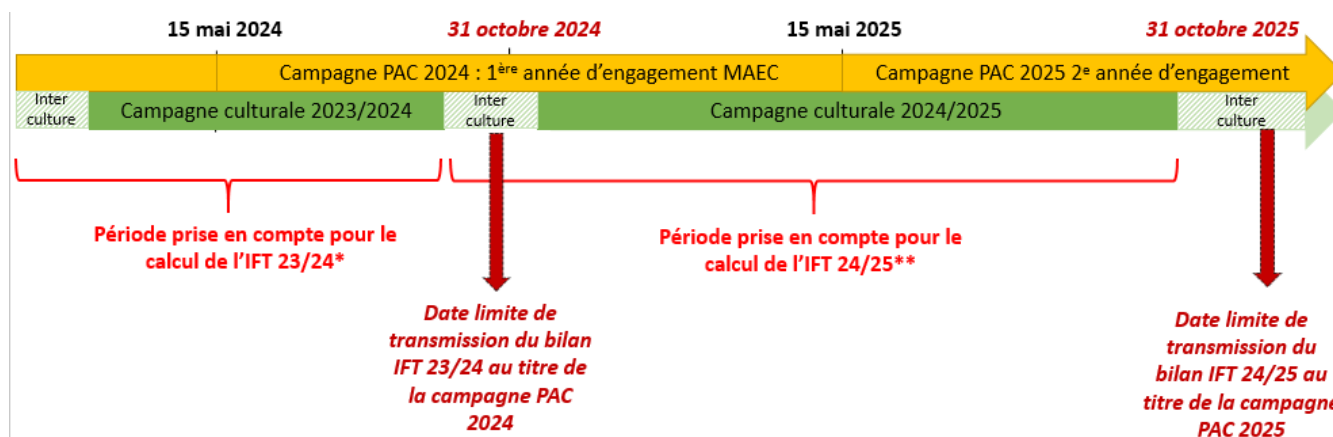 15 mai 2024
31 octobre 2024
15 mai 2025
31 octobre 2025
Campagne PAC 2024 : 1ère année d’engagement MAEC
Campagne PAC 2025 2e année d’engagement
Inter
culture
Campagne culturale 2023/2024
Inter
culture
Campagne culturale 2024/2025
Inter
culture
Période prise en compte pour le
calcul de l’IFT 23/24*
Période prise en compte pour le
calcul de l’IFT 24/25**
Date limite de
transmission du bilan
IFT 23/24 au titre de
la campagne PAC
2024
Date limite de
transmission du
bilan IFT 24/25 au
titre de la campagne
PAC 2025